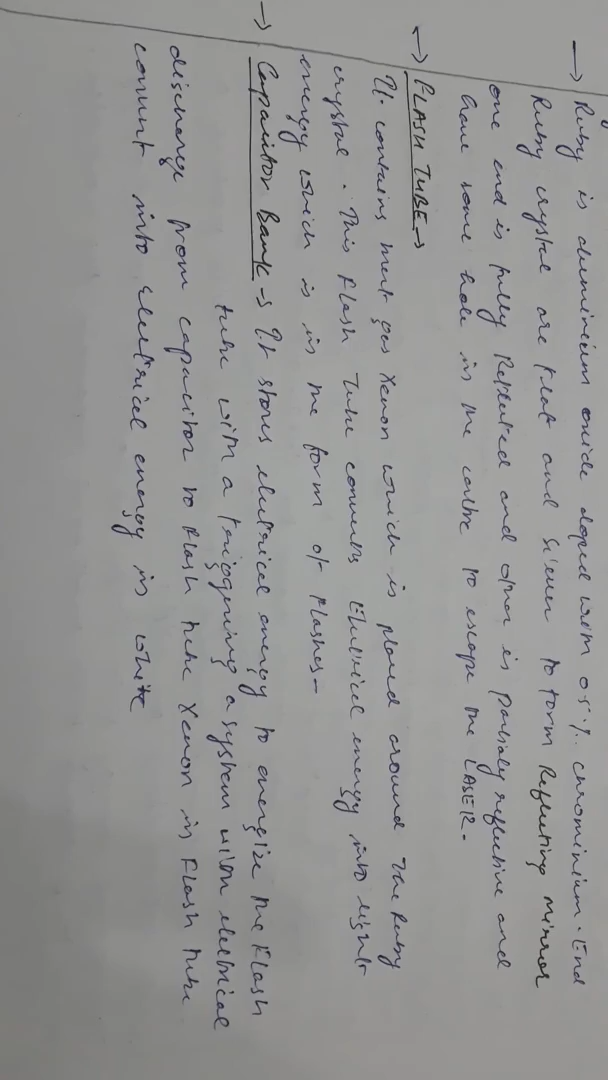 → Ruby is aluminium oxide doped with 0.5% chrominium. End
Ruby crystal are flat and silver to form Reflecting mirror
one end is fully Reflected and other is partialy reflective and
have some hole in the centre to escape the LASER.
→ FLASH TUBE →
It contains inert gas Xenon which is placed around the Ruby
crystal. This Flash Tube converts Electrical energy into light
energy which is in the form of Flashes-
→ Capacitor Bank → It stores electrical energy to energize the Flash
tube with a triggering a system with electrical
discharge from capacitor to Flash tube Xenon in Flash tube
convert into electrical energy in white